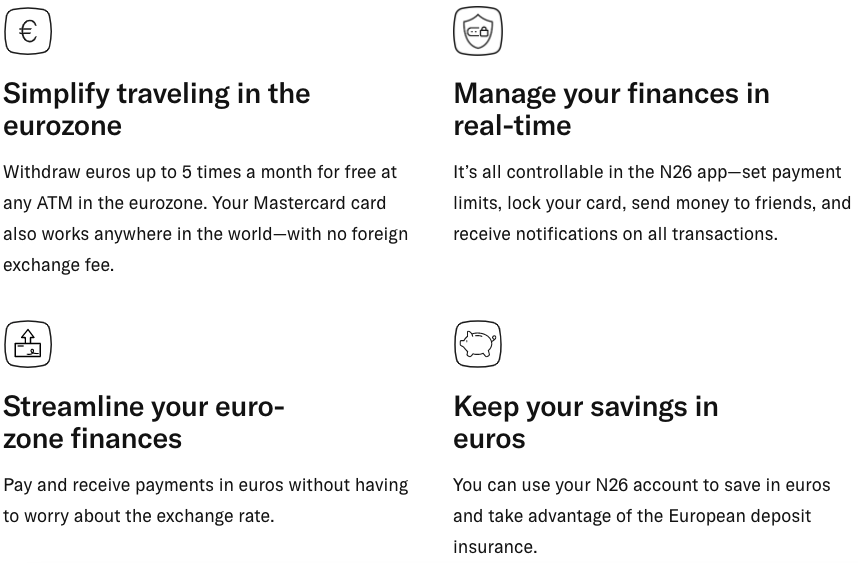 €
Simplify traveling in the
eurozone
Withdraw euros up to 5 times a month for free at
any ATM in the eurozone. Your Mastercard card
also works anywhere in the world—with no foreign
exchange fee.
Manage your finances in
real-time
It’s all controllable in the N26 app—set payment
limits, lock your card, send money to friends, and
receive notifications on all transactions.
Streamline your euro-
zone finances
Pay and receive payments in euros without having
to worry about the exchange rate.
Keep your savings in
euros
You can use your N26 account to save in euros
and take advantage of the European deposit
insurance.